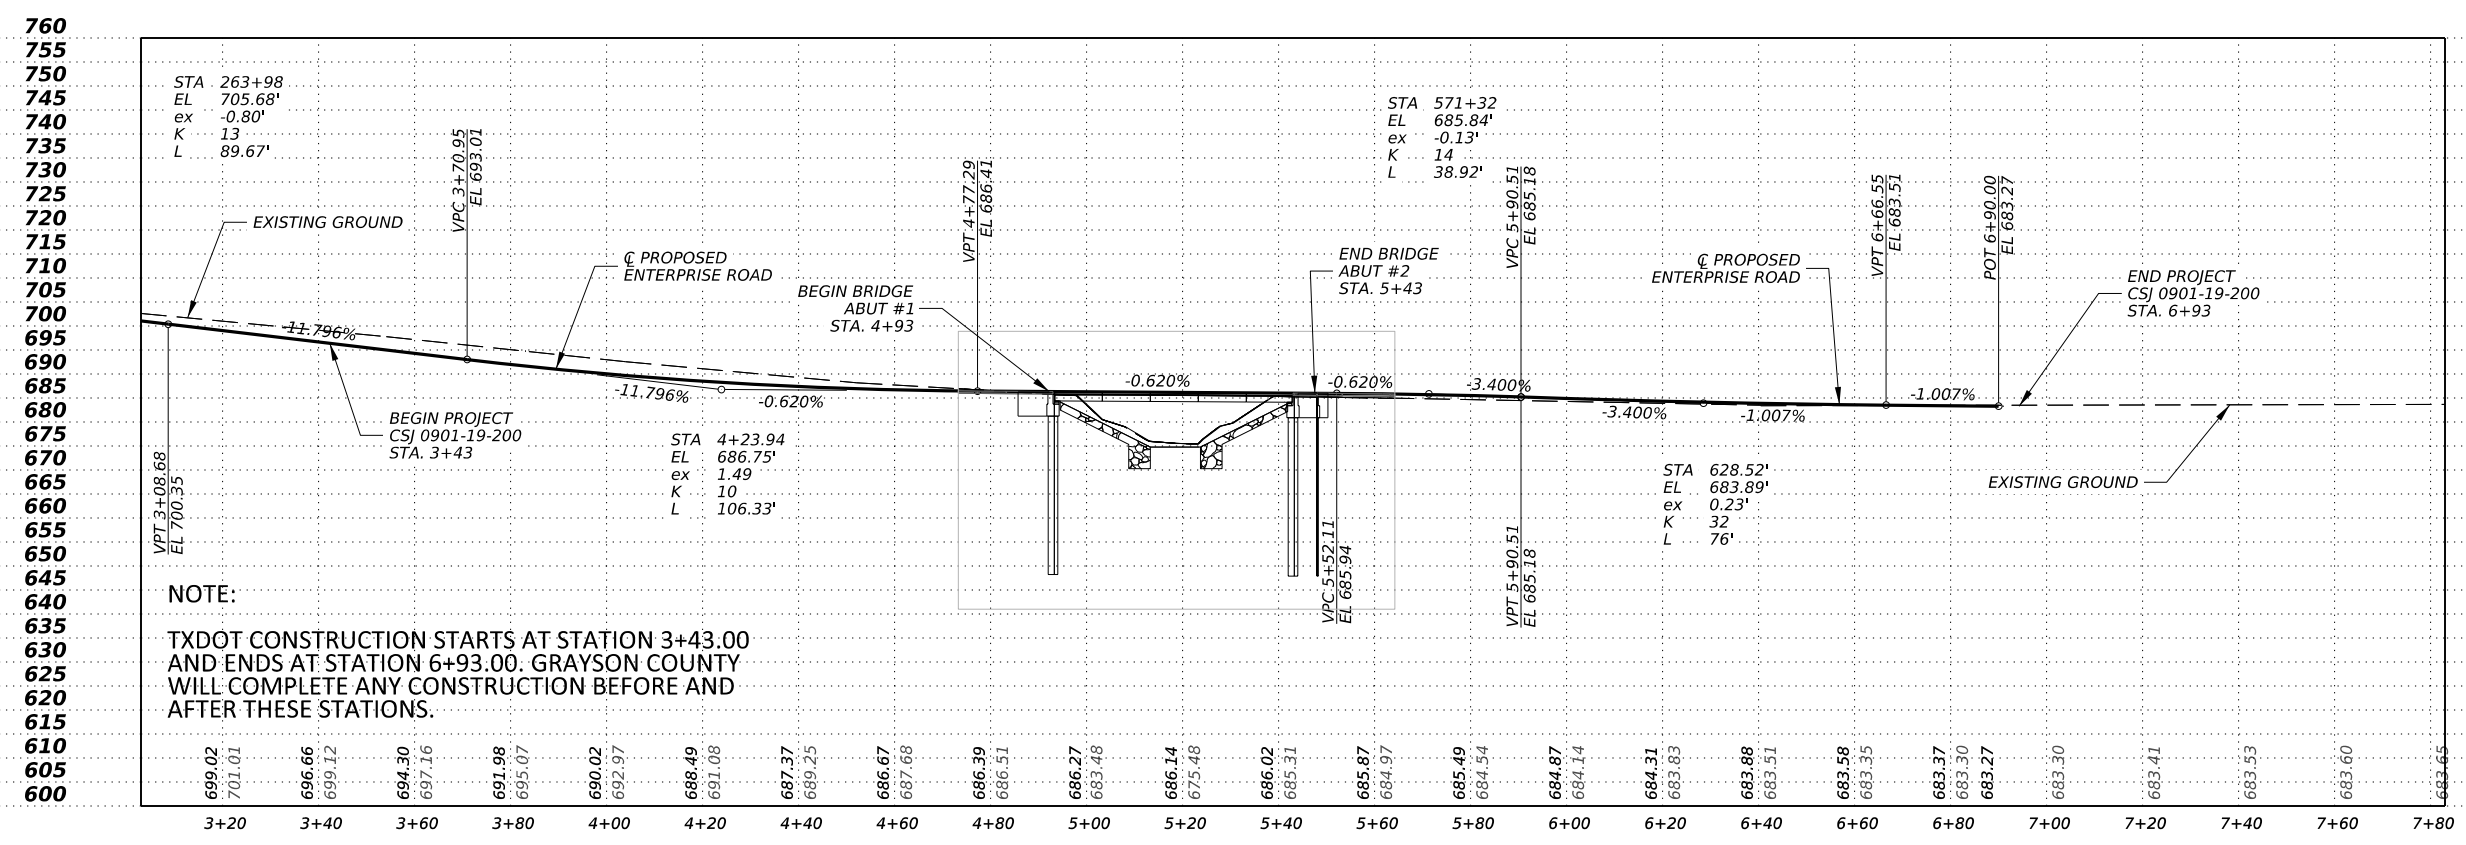 760
755
750
745
740
735
730
725
720
715
710
705
700
695
690
685
680
675
670
665
660
655
650
645
640
635
630
625
620
615
610
605
600
STA 263+98
EL 705.68'
ex -0.80'
K 13
L 89.67'
EXISTING GROUND
VPC 3+70.95
EL 693.01
℄ PROPOSED
ENTERPRISE ROAD
-11.796%
BEGIN PROJECT
CSJ 0901-19-200
STA. 3+43
VPT 3+08.68
EL 700.35
-11.796%
-0.620%
STA 4+23.94
EL 686.75'
ex 1.49
K 10
L 106.33'
VPT 4+77.29
EL 686.41
BEGIN BRIDGE
ABUT #1
STA. 4+93
-0.620%
END BRIDGE
ABUT #2
STA. 5+43
-0.620%
VPC 5+52.11
EL 685.94
STA 571+32
EL 685.84'
ex -0.13'
K 14
L 38.92'
VPC 5+90.51
EL 685.18
-3.400%
VPT 5+90.51
EL 685.18
℄ PROPOSED
ENTERPRISE ROAD
-3.400%
-1.007%
STA 628.52'
EL 683.89'
ex 0.23'
K 32
L 76'
VPT 6+66.55
EL 683.51
-1.007%
POT 6+90.00
EL 683.27
END PROJECT
CSJ 0901-19-200
STA. 6+93
EXISTING GROUND
NOTE:
TXDOT CONSTRUCTION STARTS AT STATION 3+43.00
AND ENDS AT STATION 6+93.00. GRAYSON COUNTY
WILL COMPLETE ANY CONSTRUCTION BEFORE AND
AFTER THESE STATIONS.
699.02
701.01
696.66
699.12
694.30
697.16
691.98
695.07
690.02
692.97
698.49
691.08
687.37
689.25
686.67
687.68
686.39
686.51
686.27
683.48
686.14
675.48
686.02
685.31
685.87
684.97
685.49
684.54
684.87
684.14
684.31
683.83
683.88
683.51
683.58
683.35
683.37
683.30
683.27
683.30
683.41
683.53
683.60
683.65
3+20 3+40 3+60 3+80 4+00 4+20 4+40 4+60 4+80 5+00 5+20 5+40 5+60 5+80 6+00 6+20 6+40 6+60 6+80 7+00 7+20 7+40 7+60 7+80